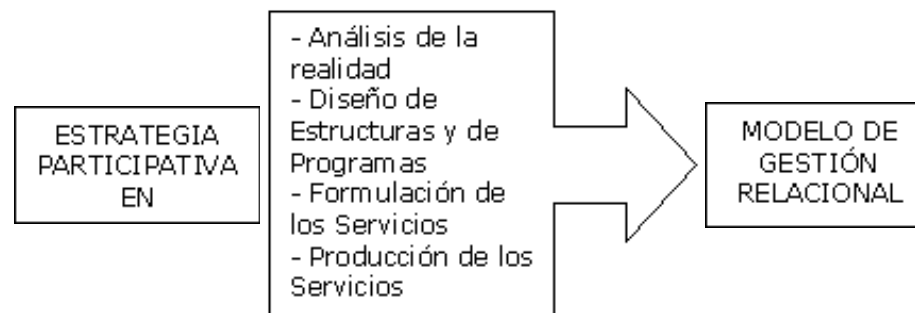 ESTRATEGIA
PARTICIPATIVA
EN
- Análisis de la
realidad
- Diseño de
Estructuras y de
Programas
- Formulación de
los Servicios
- Producción de los
Servicios
MODELO DE
GESTIÓN
RELACIONAL